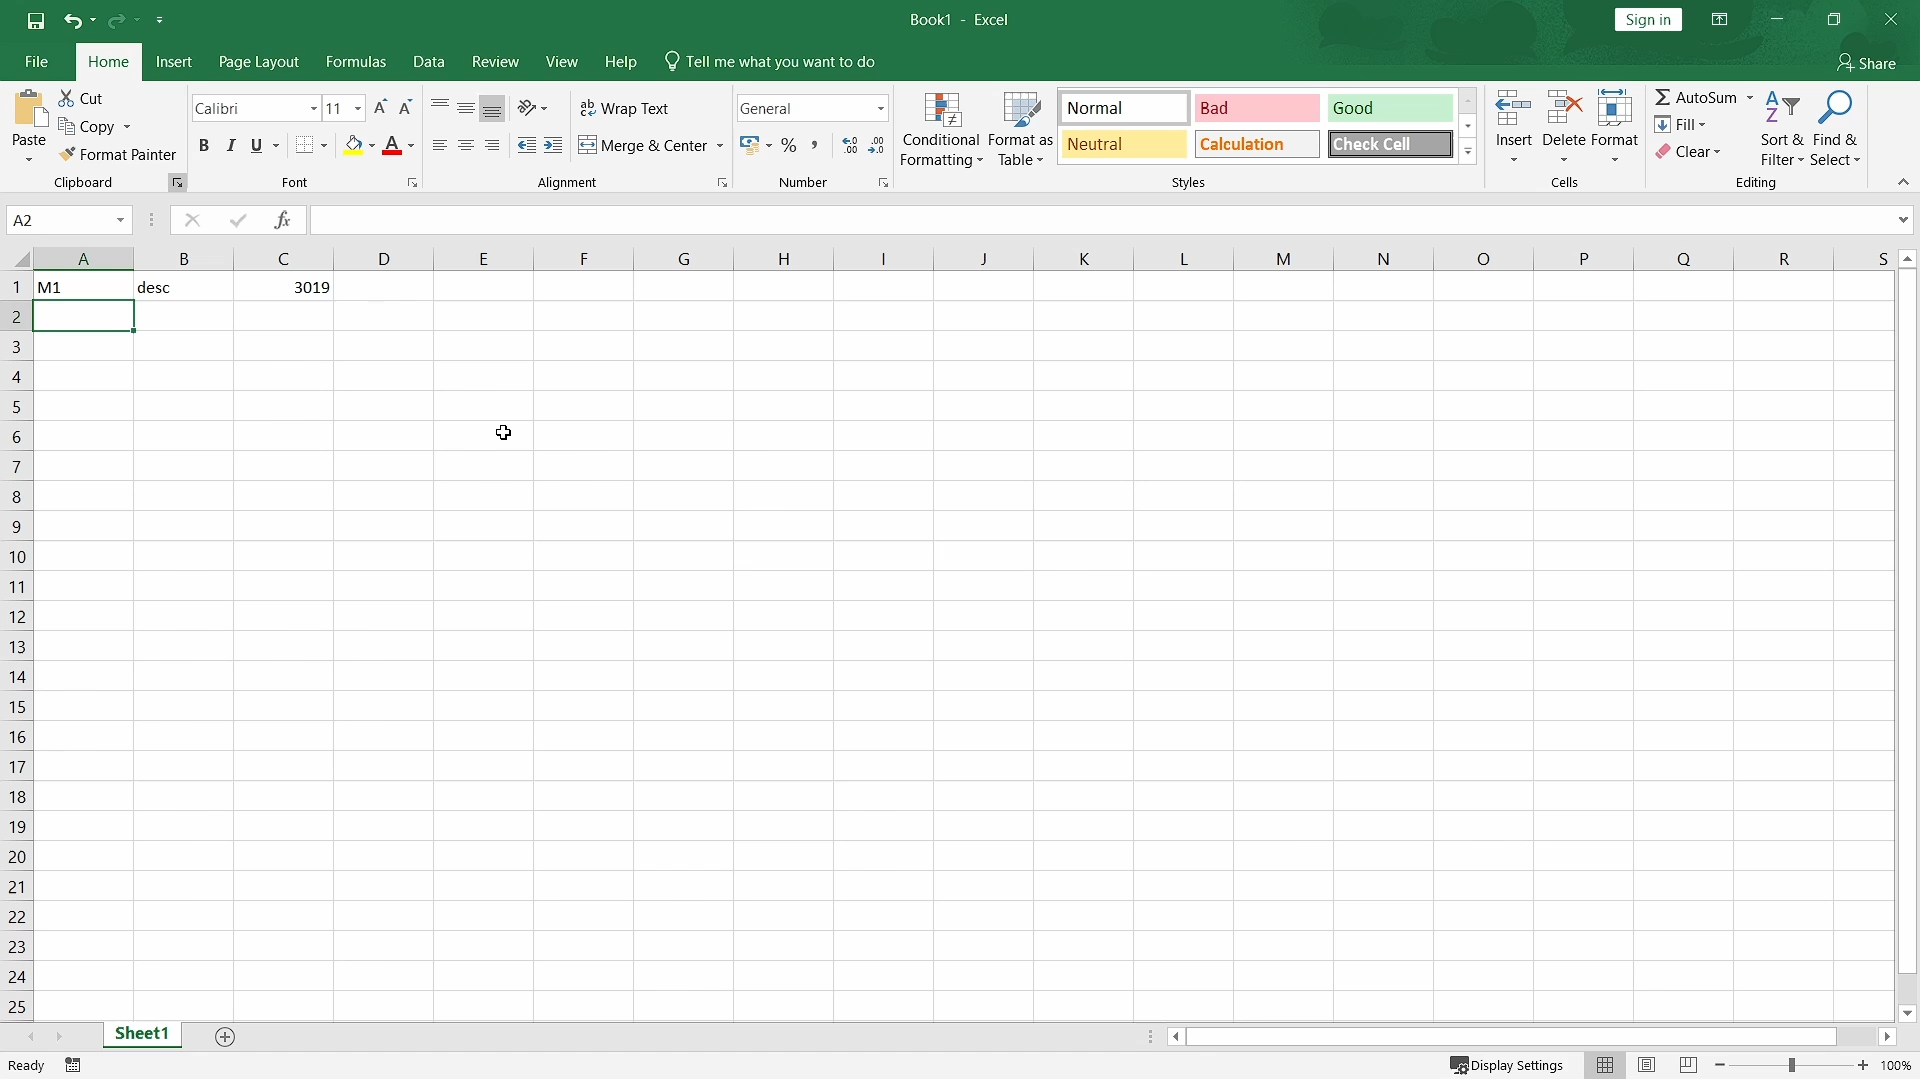 Book1 - Excel
Sign in
File Home Insert Page Layout Formulas Data Review View Help Tell me what you want to do Share
Paste
Cut
Copy
Format Painter
Clipboard
Calibri 11
B I U A
Font
ab Wrap Text
Merge & Center
Alignment
General
% ,
Number
Conditional Formatting
Format as Table
Normal Bad Good
Neutral Calculation Check Cell
Styles
Insert Delete Format
Cells
AutoSum
Fill
Clear
Sort & Filter
Find & Select
Editing
A2 fx
A B C D E F G H I J K L M N O P Q R S
1 M1 desc 3019
2
3
4
5
6
7
8
9
10
11
12
13
14
15
16
17
18
19
20
21
22
23
24
25
Sheet1
Ready Display Settings 100%